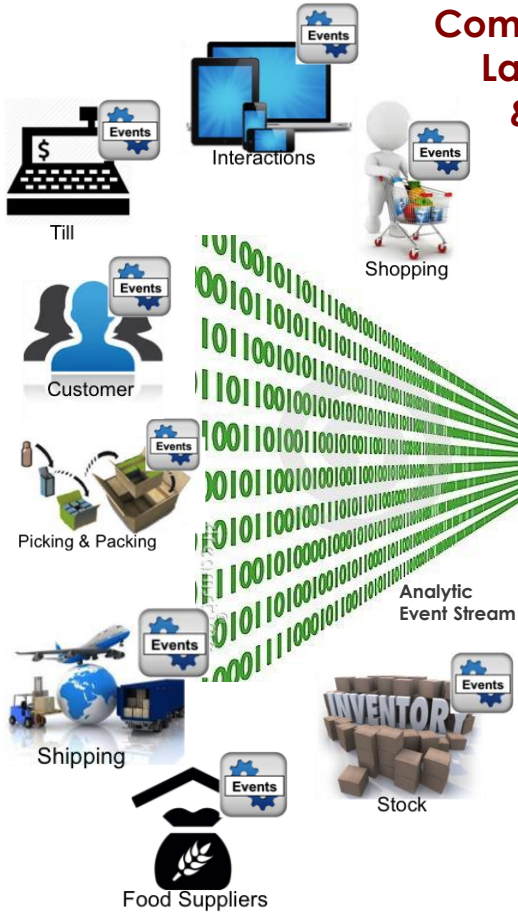 Com
La
&
Events
Interactions
Events
$
Till
Events
Shopping
Events
Customer
Events
Picking & Packing
Analytic
Event Stream
Events
Shipping
Events
INVENTORY
Stock
Events
Food Suppliers